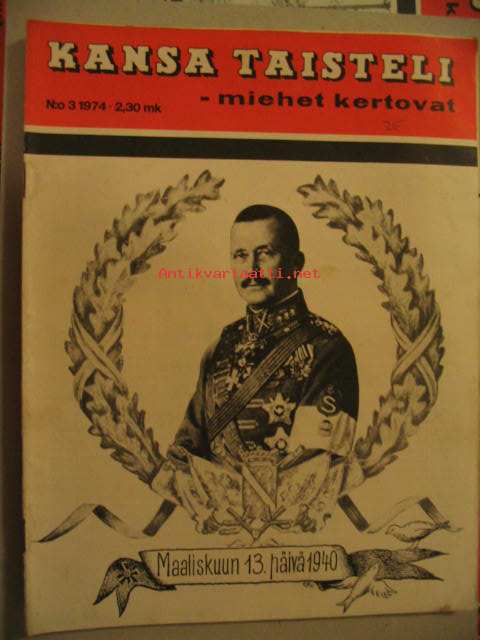 KANSA TAISTELI
- miehet kertovat
N:o 3 1974 · 2,30 mk
Antikvariaatti.net
S
Maaliskuun 13. päivä 1940